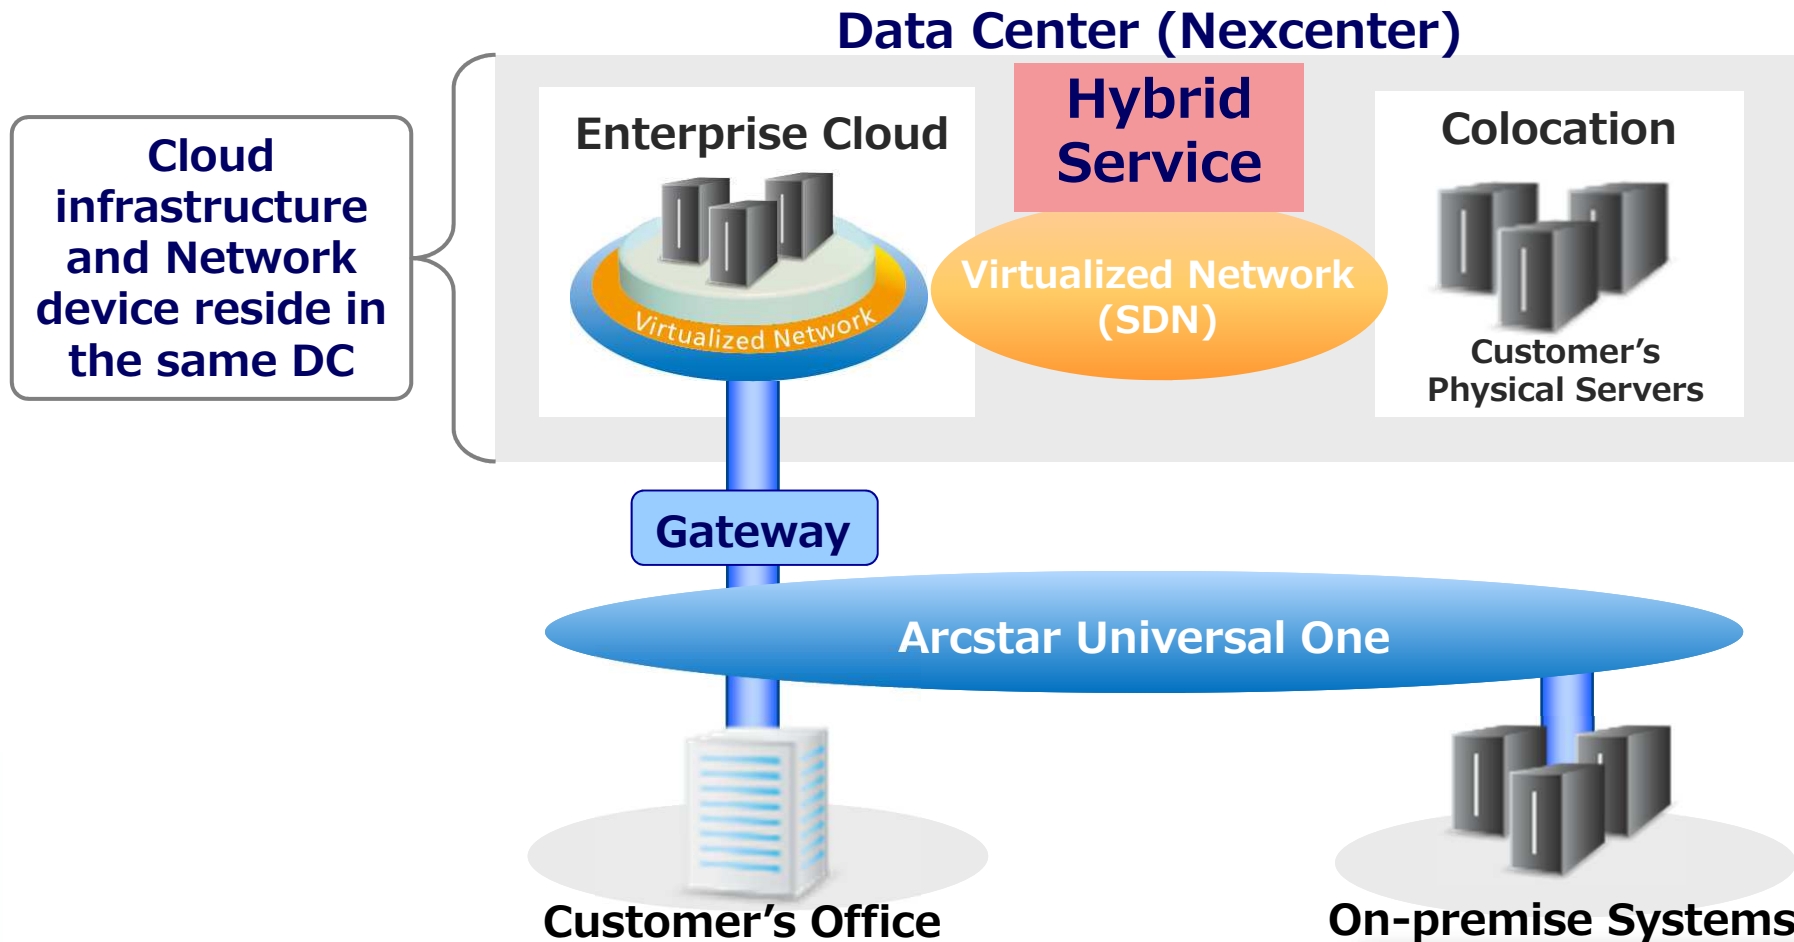 Data Center (Nexcenter)
Cloud
infrastructure
and Network
device reside in
the same DC
Enterprise Cloud
Virtualized Network
Hybrid
Service
Virtualized Network
(SDN)
Colocation
Customer’s
Physical Servers
Gateway
Arcstar Universal One
Customer’s Office
On-premise Systems